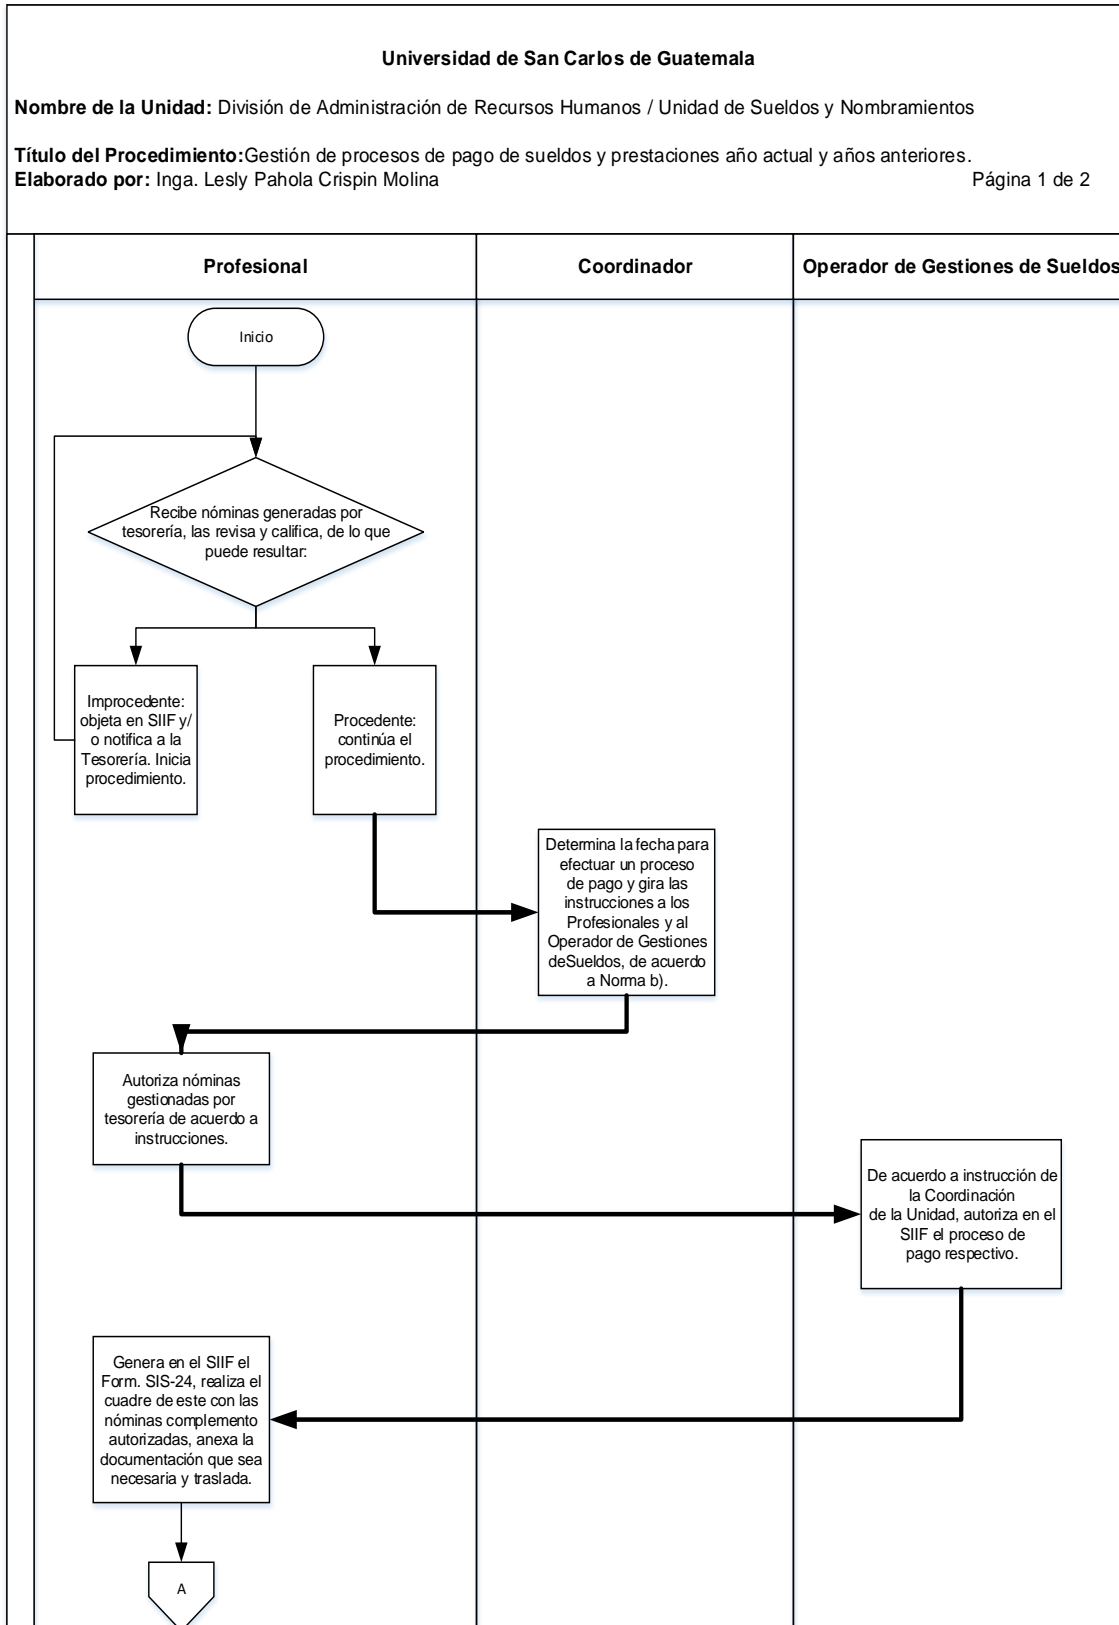 Universidad de San Carlos de Guatemala
Nombre de la Unidad: División de Administración de Recursos Humanos / Unidad de Sueldos y Nombramientos
Título del Procedimiento:Gestión de procesos de pago de sueldos y prestaciones año actual y años anteriores.
Elaborado por: Inga. Lesly Pahola Crispin Molina Página 1 de 2
Profesional Coordinador Operador de Gestiones de Sueldos
Inicio
Recibe nóminas generadas por
tesorería, las revisa y califica, de lo que
puede resultar:
Improcedente:
objeta en SIIF y/
o notifica a la
Tesorería. Inicia
procedimiento.
Procedente:
continúa el
procedimiento.
Determina la fecha para
efectuar un proceso
de pago y gira las
instrucciones a los
Profesionales y al
Operador de Gestiones
deSueldos, de acuerdo
a Norma b).
Autoriza nóminas
gestionadas por
tesorería de acuerdo a
instrucciones.
De acuerdo a instrucción de
la Coordinación
de la Unidad, autoriza en el
SIIF el proceso de
pago respectivo.
Genera en el SIIF el
Form. SIS-24, realiza el
cuadre de este con las
nóminas complemento
autorizadas, anexa la
documentación que sea
necesaria y traslada.
A